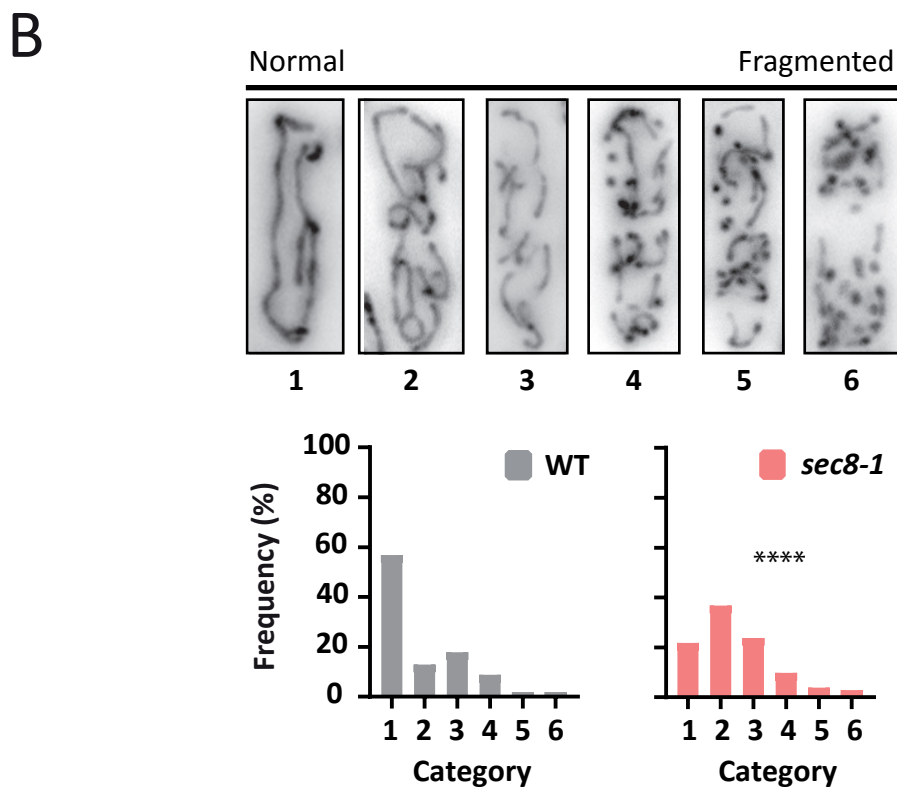 B
Normal Fragmented
1 2 3 4 5 6
100
80
60
40
20
0
Frequency (%)
WT
1 2 3 4 5 6
Category
sec8-1
****
1 2 3 4 5 6
Category